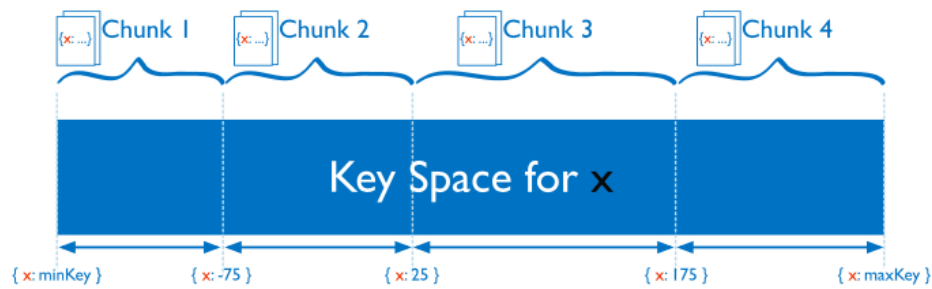 {x: ...} Chunk 1 {x: ...} Chunk 2 {x: ...} Chunk 3 {x: ...} Chunk 4
Key Space for x
{ x: minKey } { x: -75 } { x: 25 } { x: 175 } { x: maxKey }